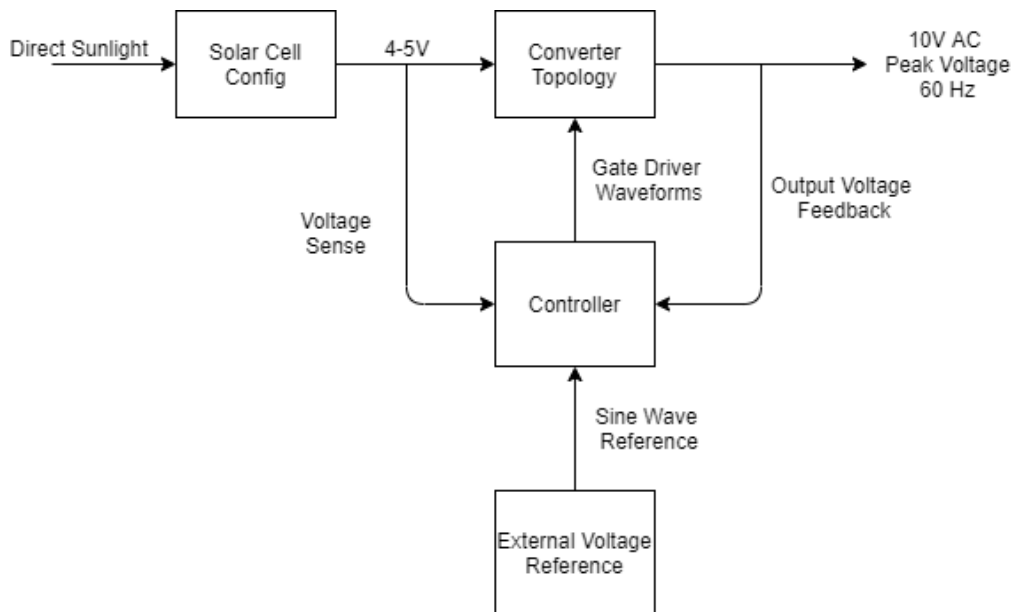 Direct Sunlight
Solar Cell
Config
4-5V
Converter
Topology
10V AC
Peak Voltage
60 Hz
Gate Driver
Waveforms
Output Voltage
Feedback
Voltage
Sense
Controller
Sine Wave
Reference
External Voltage
Reference